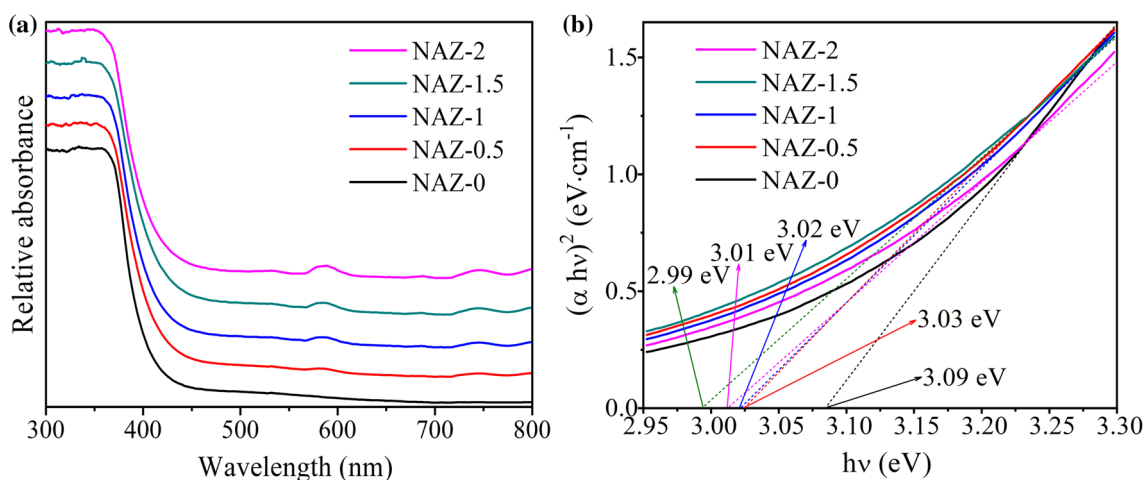 (a)
NAZ-2
NAZ-1.5
NAZ-1
NAZ-0.5
NAZ-0
Relative absorbance
300 400 500 600 700 800
Wavelength (nm)
(b)
NAZ-2
NAZ-1.5
NAZ-1
NAZ-0.5
NAZ-0
(α hν)² (eV·cm⁻¹)
1.5
1.0
0.5
0.0
3.02 eV
3.01 eV
2.99 eV
3.03 eV
3.09 eV
2.95 3.00 3.05 3.10 3.15 3.20 3.25 3.30
hν (eV)